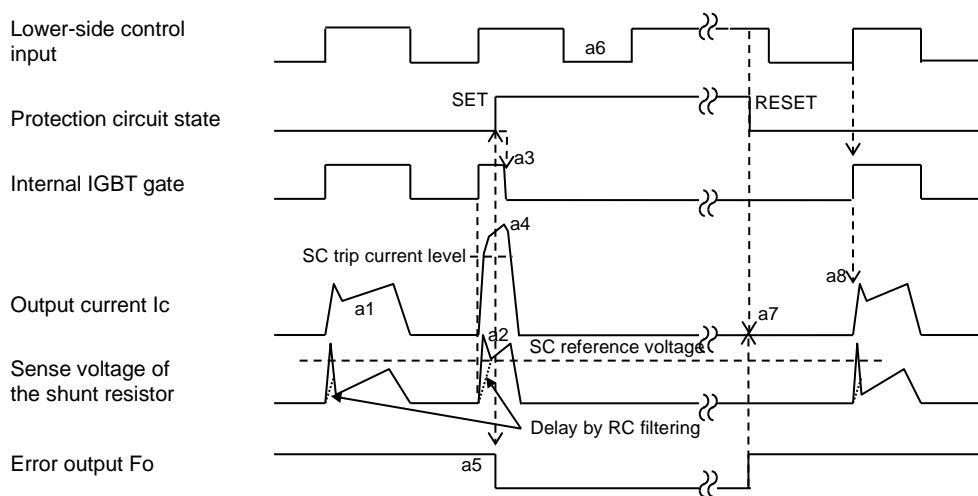 Lower-side control
input
a6
SET
RESET
Protection circuit state
a3
Internal IGBT gate
a4
SC trip current level
a8
Output current Ic
a1
a7
a2
SC reference voltage
Sense voltage of
the shunt resistor
Delay by RC filtering
Error output Fo
a5